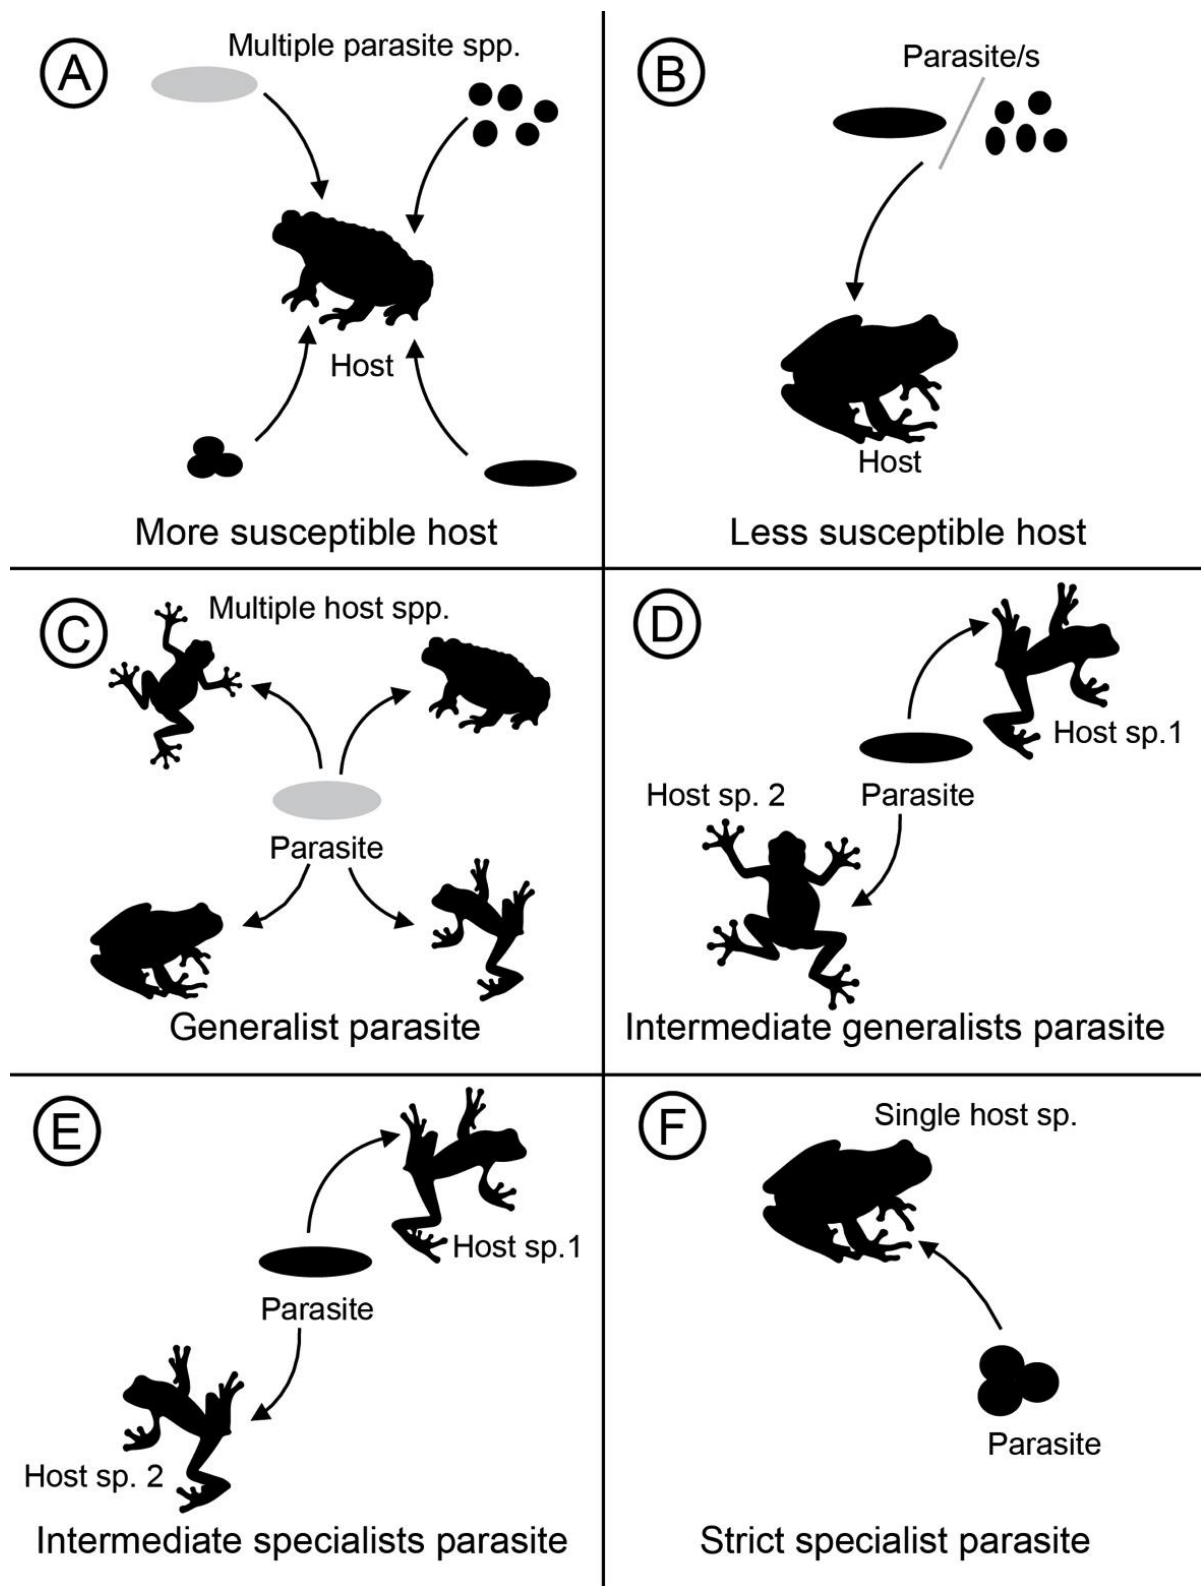 A
Multiple parasite spp.
Host
More susceptible host
B
Parasite/s
Host
Less susceptible host
C
Multiple host spp.
Parasite
Generalist parasite
D
Host sp.1
Host sp. 2
Parasite
Intermediate generalists parasite
E
Host sp.1
Parasite
Host sp. 2
Intermediate specialists parasite
F
Single host sp.
Parasite
Strict specialist parasite